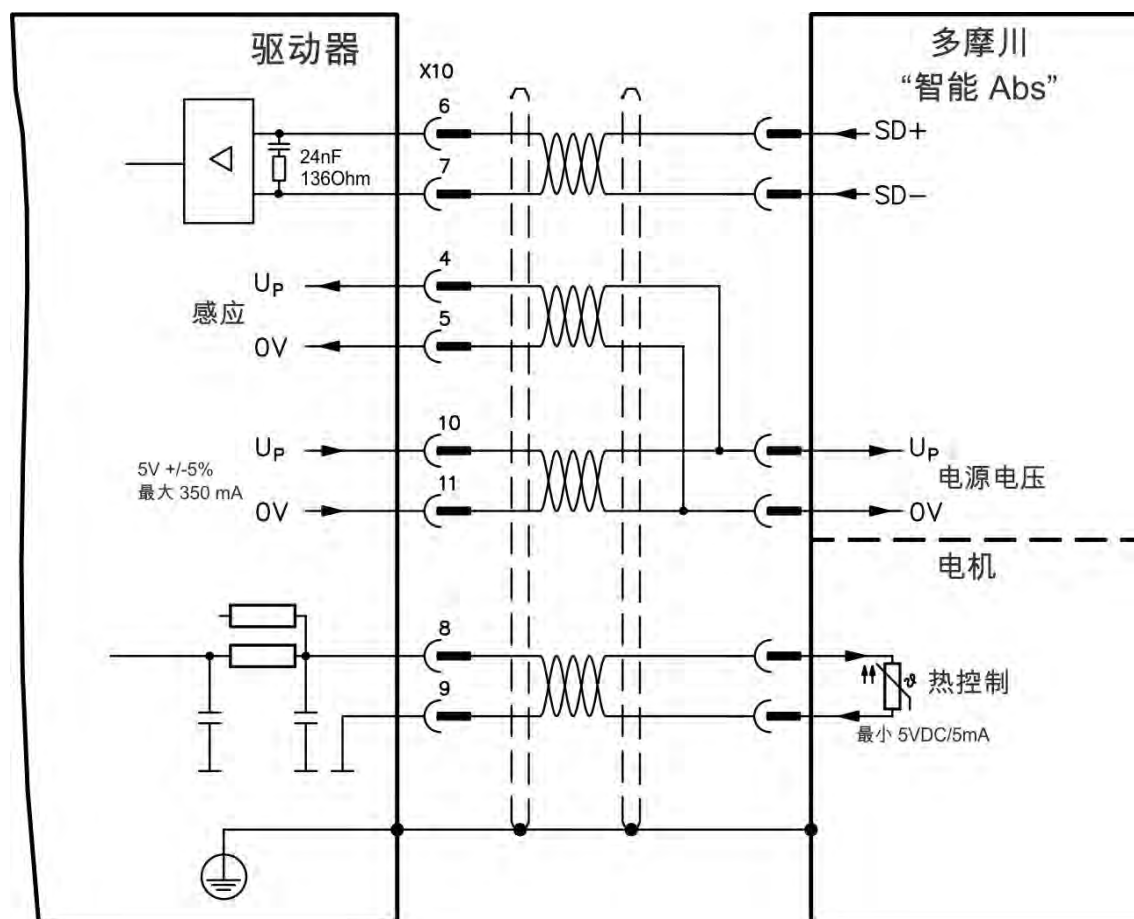 驱动器
X10
多摩川
“智能 Abs”
6
SD+
24nF
136Ohm
7
SD-
4
UP
感应
5
0V
10
UP
UP
5V +/-5%
最大 350 mA
电源电压
11
0V
0V
电机
8
热控制
9
最小 5VDC/5mA
ϑ